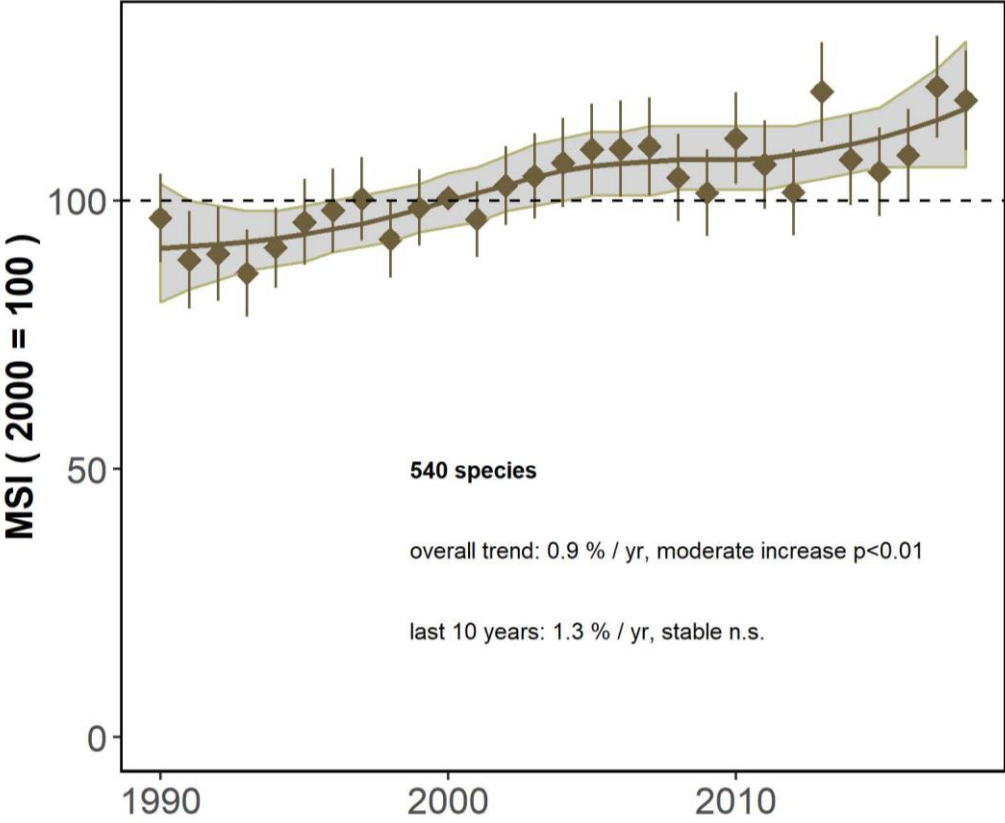 MSI ( 2000 = 100 )
100
50
0
540 species
overall trend: 0.9 % / yr, moderate increase p<0.01
last 10 years: 1.3 % / yr, stable n.s.
1990
2000
2010